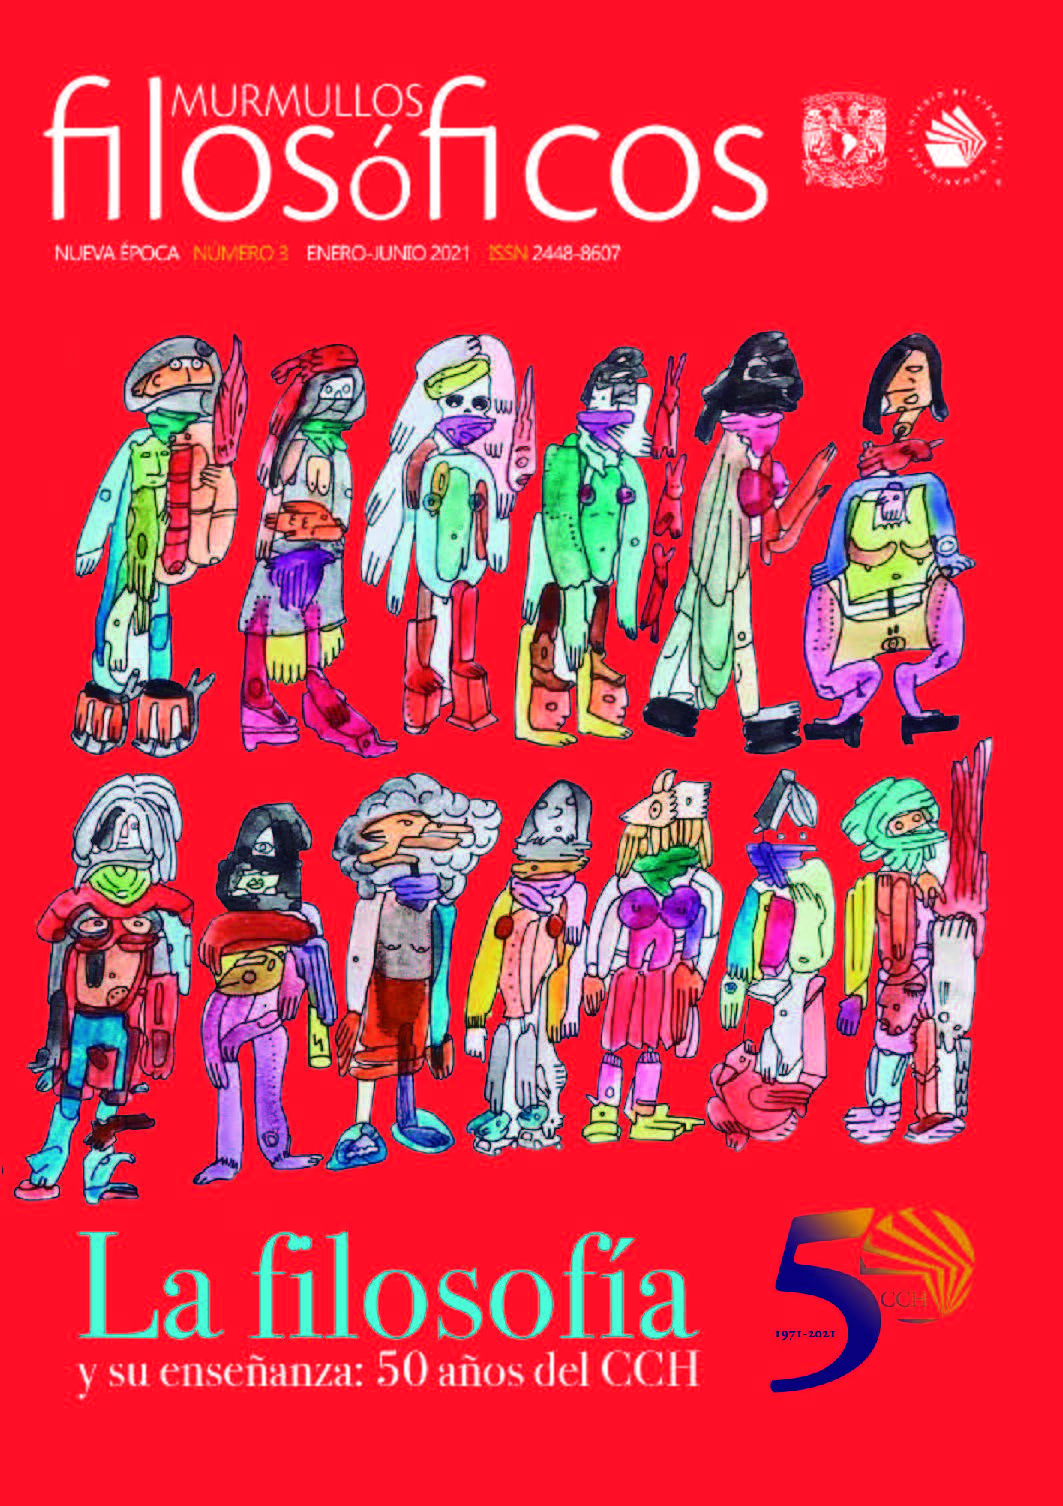 MURMULLOS
filosóficos
NUEVA ÉPOCA NÚMERO 3 ENERO-JUNIO 2021 ISSN 2448-8607
La filosofía
y su enseñanza: 50 años del CCH
50
CCH
1971-2021